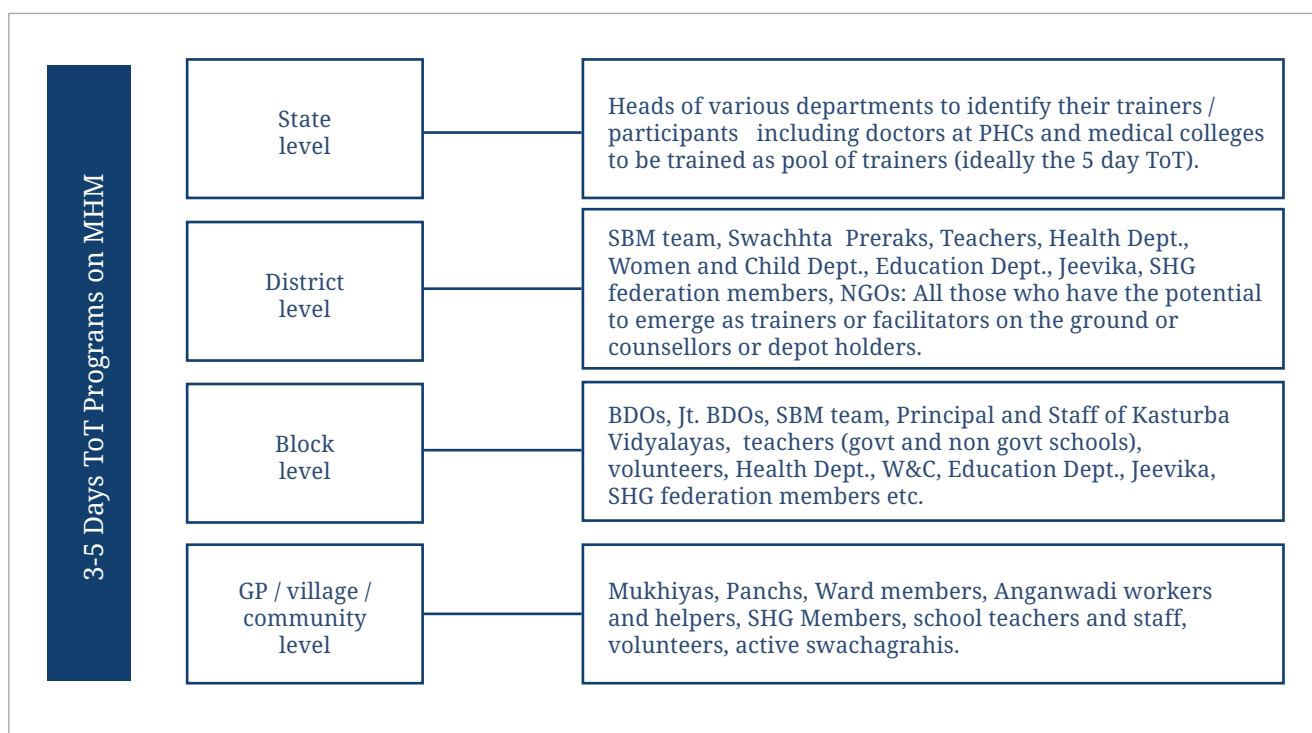 3-5 Days ToT Programs on MHM
State
level
Heads of various departments to identify their trainers /
participants   including doctors at PHCs and medical colleges
to be trained as pool of trainers (ideally the 5 day ToT).
District
level
SBM team, Swachhta  Preraks, Teachers, Health Dept.,
Women and Child Dept., Education Dept., Jeevika, SHG
federation members, NGOs: All those who have the potential
to emerge as trainers or facilitators on the ground or
counsellors or depot holders.
Block
level
BDOs, Jt. BDOs, SBM team, Principal and Staff of Kasturba
Vidyalayas,  teachers (govt and non govt schools),
volunteers, Health Dept., W&C, Education Dept., Jeevika,
SHG federation members etc.
GP / village /
community
level
Mukhiyas, Panchs, Ward members, Anganwadi workers
and helpers, SHG Members, school teachers and staff,
volunteers, active swachagrahis.